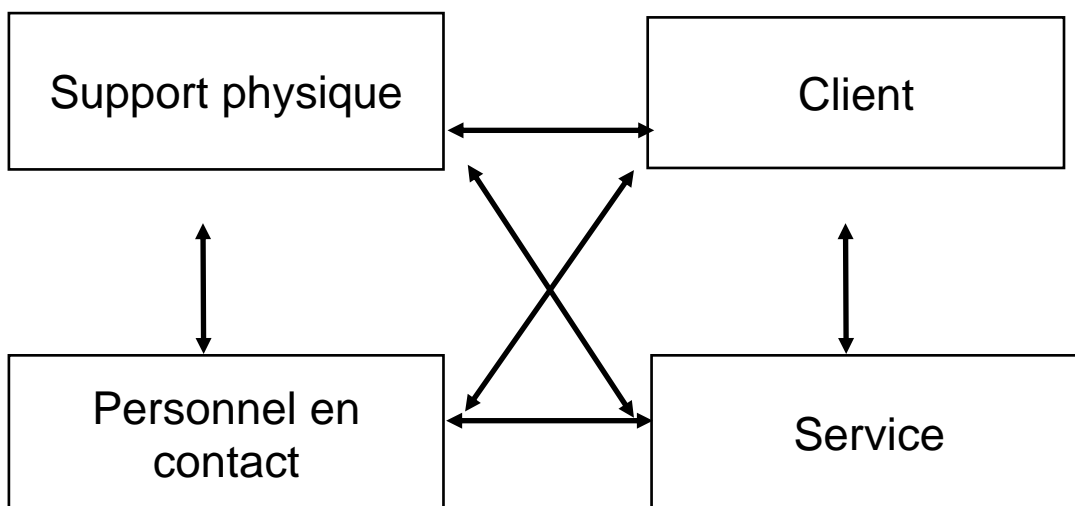 Support physique
Client
Personnel en
contact
Service